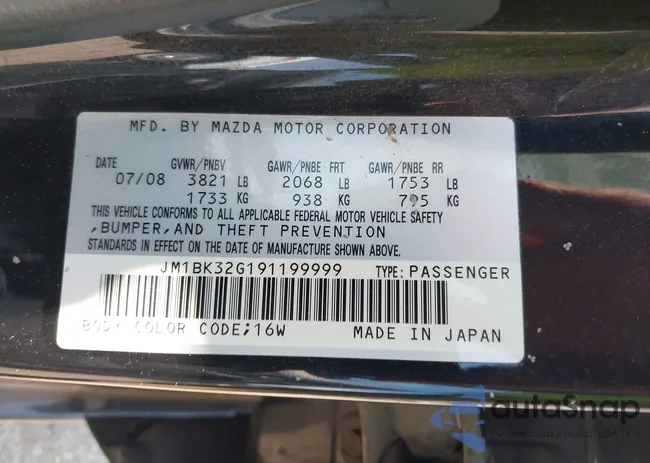 MFD. BY MAZDA MOTOR CORPORATION
DATE GVWR/PNBV GAWR/PNBE FRT GAWR/PNBE RR
07/08 3821 LB 2068 LB 1753 LB
1733 KG 938 KG 795 KG
THIS VEHICLE CONFORMS TO ALL APPLICABLE FEDERAL MOTOR VEHICLE SAFETY
,BUMPER,AND THEFT PREVENTION
STANDARDS IN EFFECT ON THE DATE OF MANUFACTURE SHOWN ABOVE.
JM1BK32G191199999 TYPE: PASSENGER
BODY COLOR CODE;16W MADE IN JAPAN
autoSnap